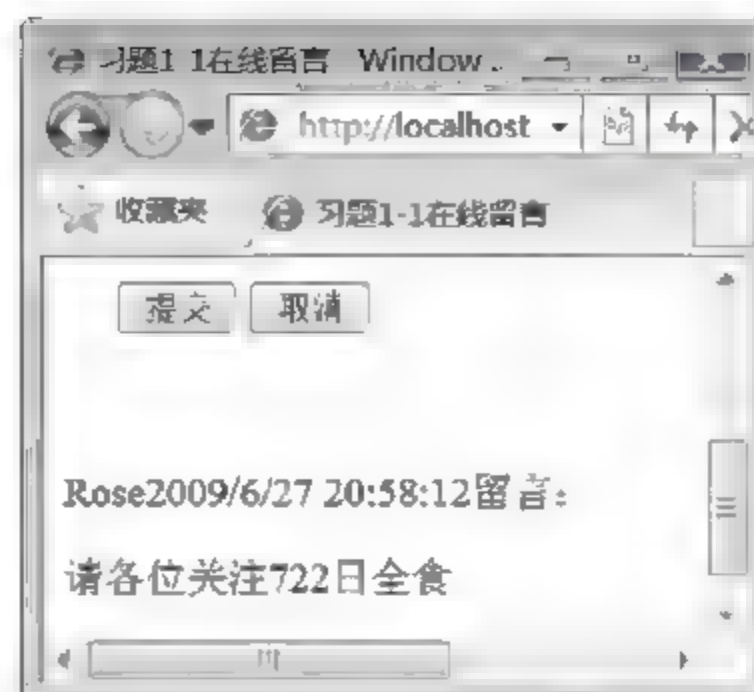 习题1-1在线留言 - Window...
http://localhost
收藏夹 习题1-1在线留言
提交 取消
Rose2009/6/27 20:58:12留言:
请各位关注722日全食